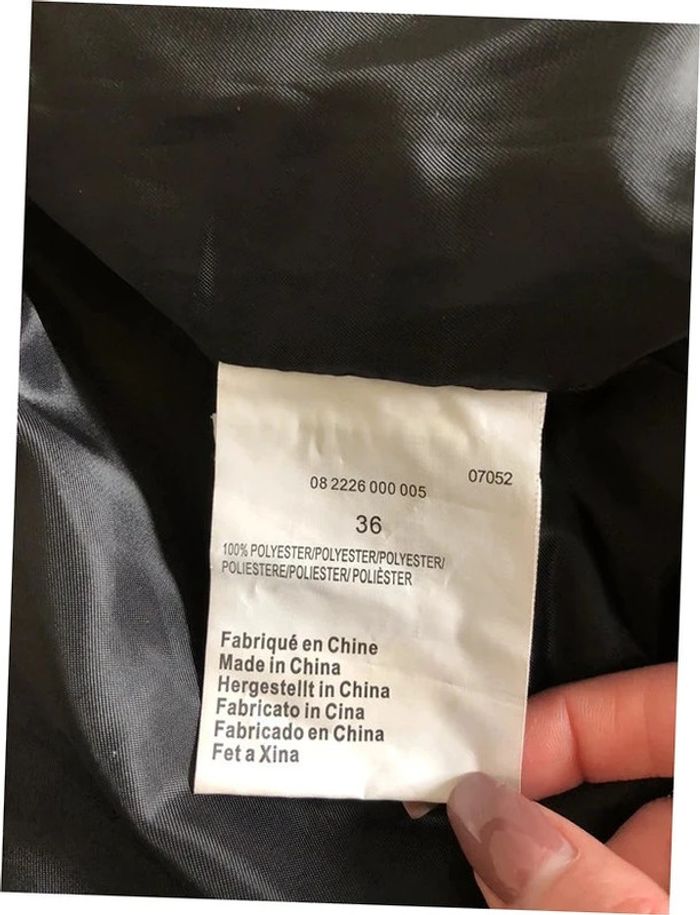 07052
08 2226 000 005
36
100% POLYESTER/POLYESTER/POLYESTER/
POLIESTERE/POLIESTER/POLIÈSTER
Fabriqué en Chine
Made in China
Hergestellt in China
Fabricato in Cina
Fabricado en China
Fet a Xina